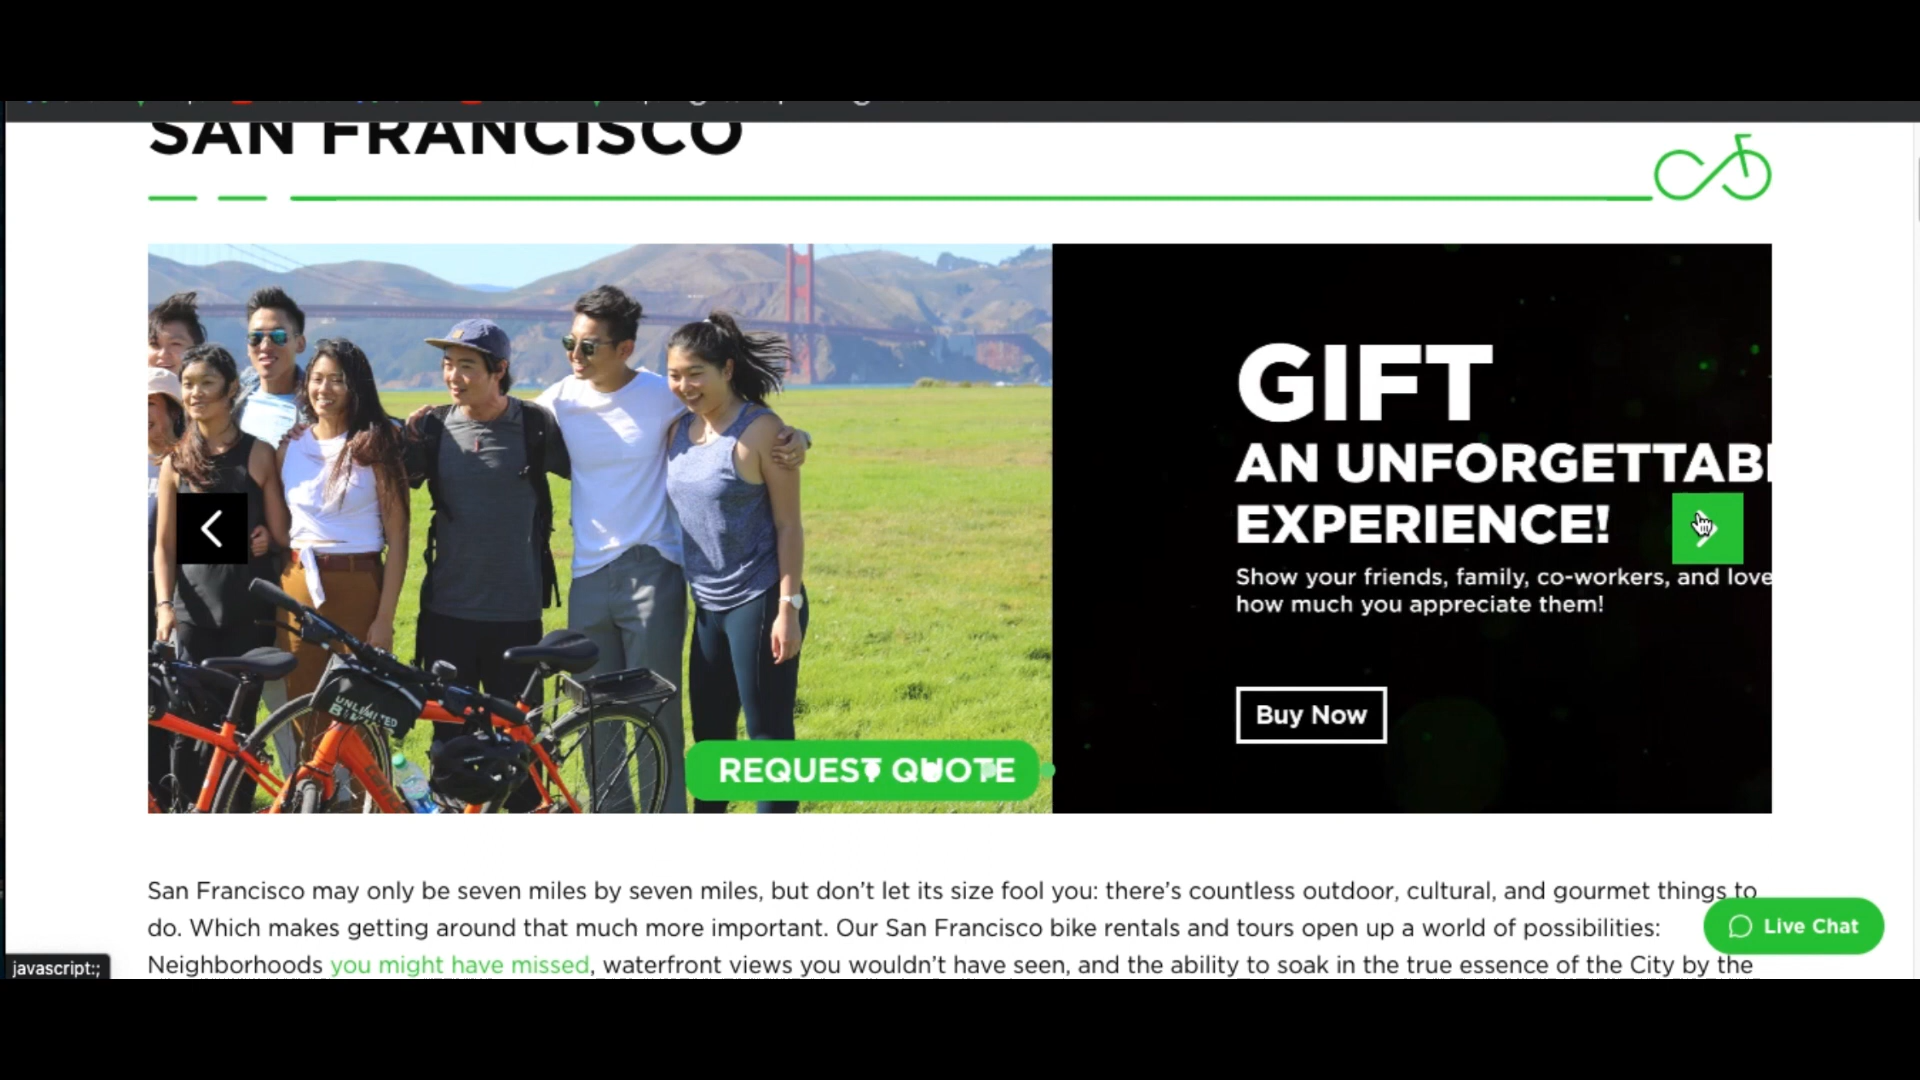 SAN FRANCISCO
GIFT
AN UNFORGETTAB
EXPERIENCE!
Show your friends, family, co-workers, and love
how much you appreciate them!
Buy Now
UNLIMITED
REQUEST QUOTE
San Francisco may only be seven miles by seven miles, but don't let its size fool you: there's countless outdoor, cultural, and gourmet things to
do. Which makes getting around that much more important. Our San Francisco bike rentals and tours open up a world of possibilities:
Live Chat
Neighborhoods you might have missed, waterfront views you wouldn't have seen, and the ability to soak in the true essence of the City by the
javascript:;